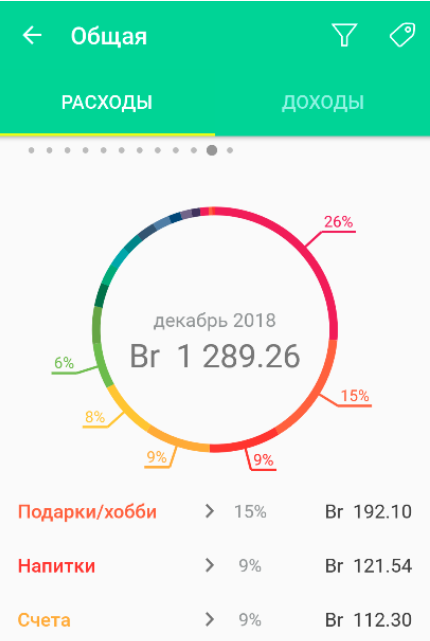 Общая
РАСХОДЫ ДОХОДЫ
26%
декабрь 2018
Br 1 289.26
6%
15%
8%
9%
9%
Подарки/хобби 15% Br 192.10
Напитки 9% Br 121.54
Счета 9% Br 112.30